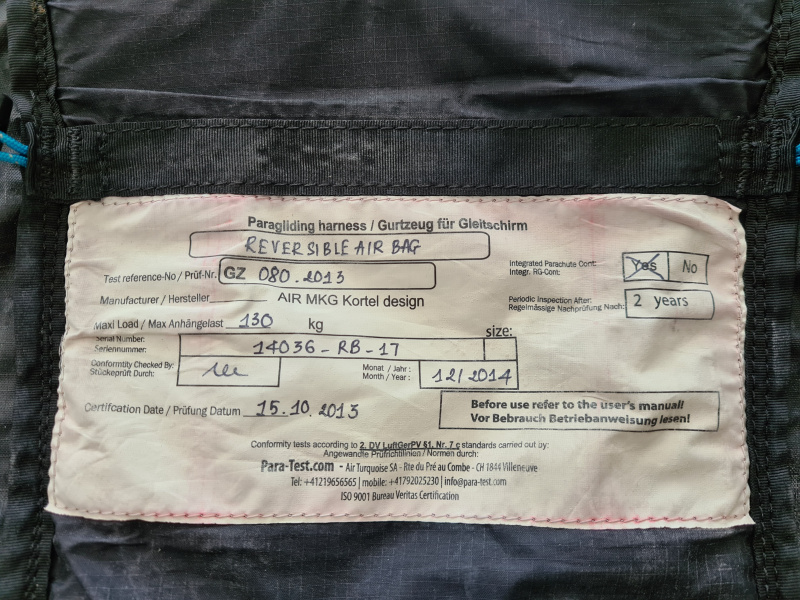 Paragliding harness / Gurtzeug für Gleitschirm
REVERSIBLE AIR BAG
Test reference-No / Prüf-Nr. GZ 080.2013
Integrated Parachute Cont: Yes No
Integr. RG-Cont:
Manufacturer / Hersteller AIR MKG Kortel design
Periodic Inspection After: 2 years
Regelmässige Nachprüfung Nach:
Maxi Load / Max Anhängelast 130 kg
size:
Serial Number:
Seriennummer: 14036-RB-17
Conformtity Checked By:
Stückeprüft Durch:
Monat / Jahr :
Month / Year : 12/2014
Certifcation Date / Prüfung Datum 15.10.2013
Before use refer to the user's manual!
Vor Bebrauch Betriebanweisung lesen!
Conformity tests according to 2. DV LuftGerPV §1, Nr. 7 c standards carried out by:
Angewandte Prüfrichtlinien / Normen durch:
Para-Test.com - Air Turquoise SA - Rte du Pré au Combe - CH 1844 Villeneuve
Tel: +41219656565 | mobile: +41792025230 | info@para-test.com
ISO 9001 Bureau Veritas Certification